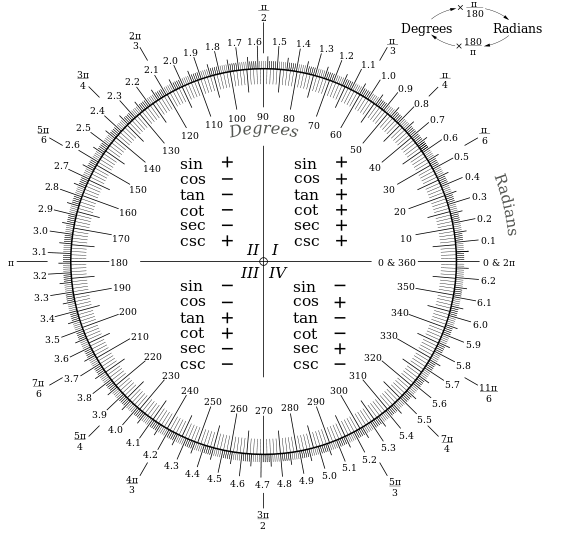 π/2
× π/180
Degrees Radians
× 180/π
2π/3 1.8 1.7 1.6 1.5 1.4 1.3 π/3
2.1 2.0 1.9 1.2 1.1
3π/4 2.2 1.0 π/4
2.3 0.9
2.4 110 100 90 80 70 0.8
2.5 120 Degrees 60 0.7
5π/6 2.6 130 50 0.6 π/6
2.7 140 sin + sin + 40 0.5
2.8 150 cos − cos + 30 0.4
tan − tan + 0.3 Radians
2.9 160 cot − cot + 20 0.2
3.0 170 sec − sec + 10 0.1
3.1 csc + csc + 
II I
π 180 0 & 360 0 & 2π
III IV
3.2 190 sin − sin − 350 6.2
3.3 cos − cos + 6.1
3.4 200 tan + tan − 340 6.0
3.5 210 cot + cot − 330 5.9
3.6 220 sec − sec + 320 5.8
7π/6 3.7 230 csc − csc − 310 5.7 11π/6
3.8 240 300 5.6
3.9 250 260 270 280 290 5.5
5π/4 4.0 5.4 7π/4
4.1 5.3
4.2 4.3 5.1 5.2
4π/3 4.4 4.5 4.6 4.7 4.8 4.9 5.0 5π/3
3π/2